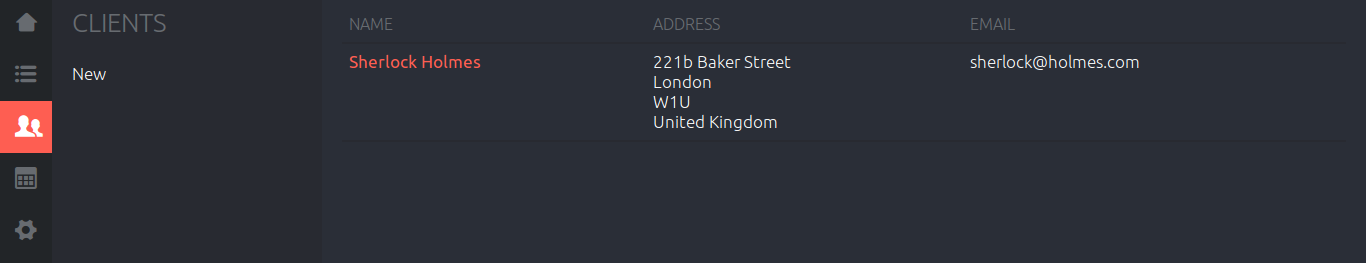 CLIENTS
New
NAME ADDRESS EMAIL
Sherlock Holmes 221b Baker Street sherlock@holmes.com
London
W1U
United Kingdom